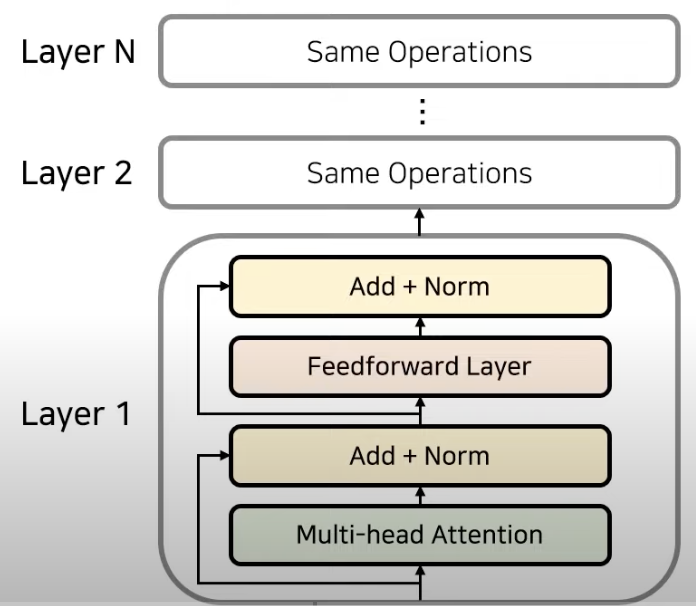 Layer N
Same Operations
Layer 2
Same Operations
Add + Norm
Feedforward Layer
Layer 1
Add + Norm
Multi-head Attention